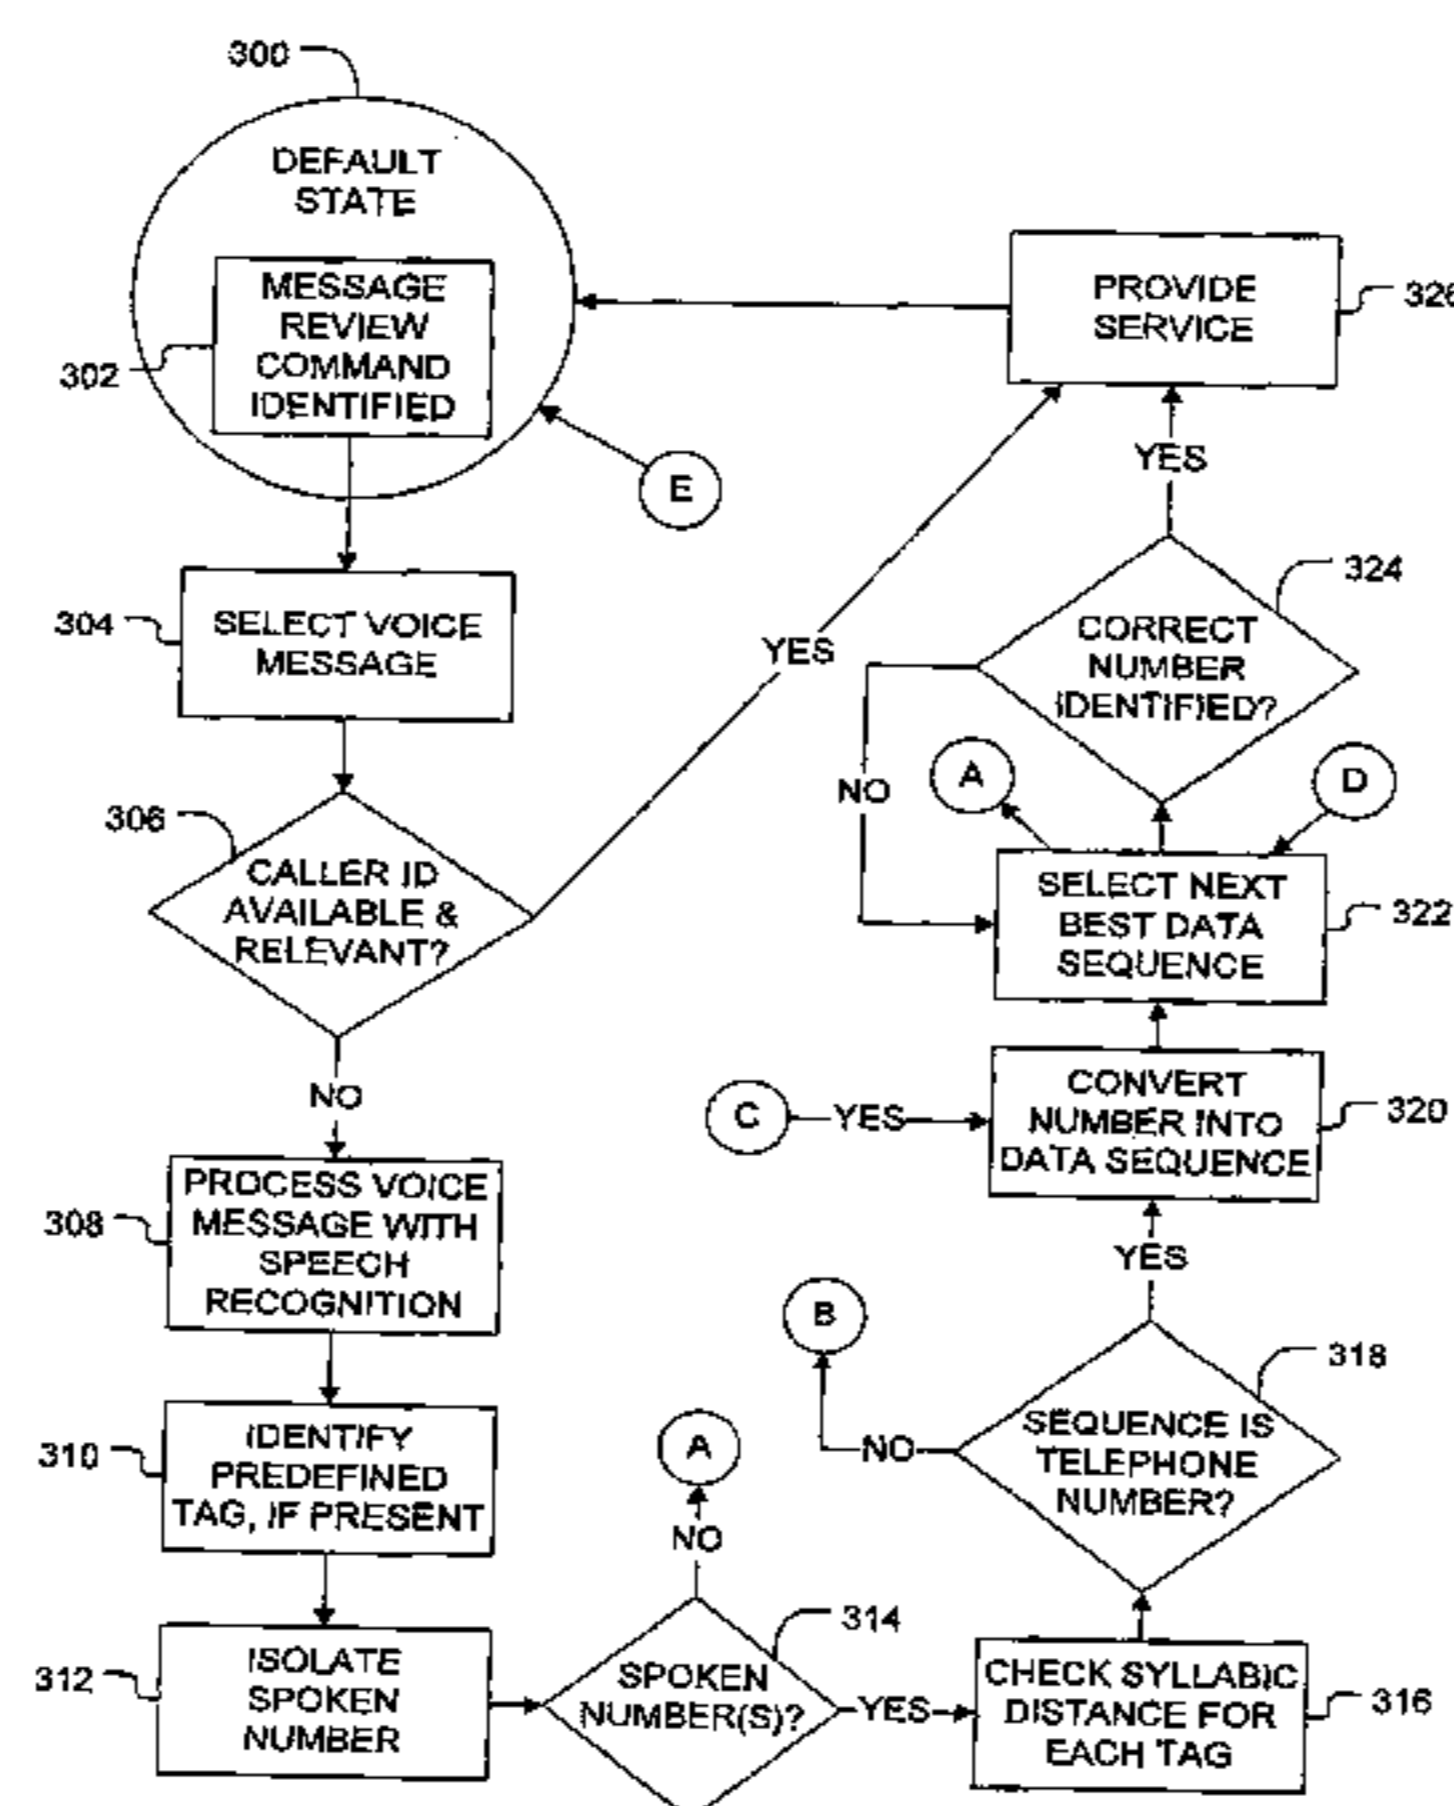 300
DEFAULT
STATE
MESSAGE
REVIEW
COMMAND
IDENTIFIED
302
E
304
SELECT VOICE
MESSAGE
306
CALLER ID
AVAILABLE &
RELEVANT?
YES
NO
308
PROCESS VOICE
MESSAGE WITH
SPEECH
RECOGNITION
310
IDENTIFY
PREDEFINED
TAG, IF PRESENT
312
ISOLATE
SPOKEN
NUMBER
314
SPOKEN
NUMBER(S)?
NO
A
YES
CHECK SYLLABIC
DISTANCE FOR
EACH TAG
316
318
SEQUENCE IS
TELEPHONE
NUMBER?
NO
B
YES
C
YES
CONVERT
NUMBER INTO
DATA SEQUENCE
320
SELECT NEXT
BEST DATA
SEQUENCE
322
A
D
NO
324
CORRECT
NUMBER
IDENTIFIED?
YES
PROVIDE
SERVICE
326